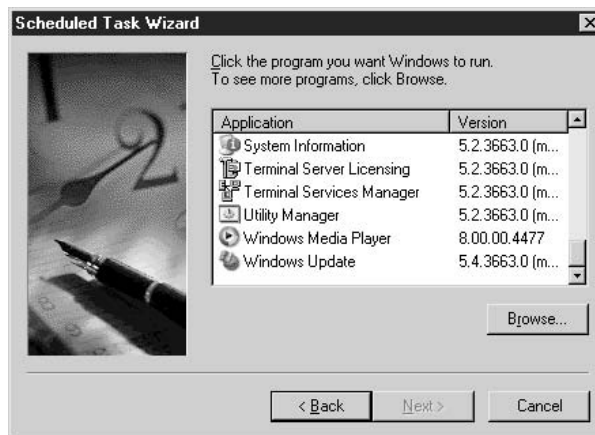 Scheduled Task Wizard
Click the program you want Windows to run.
To see more programs, click Browse.
Application Version
System Information 5.2.3663.0 (m...
Terminal Server Licensing 5.2.3663.0 (m...
Terminal Services Manager 5.2.3663.0 (m...
Utility Manager 5.2.3663.0 (m...
Windows Media Player 8.00.00.4477
Windows Update 5.4.3663.0 (m...
Browse...
< Back Next > Cancel
2